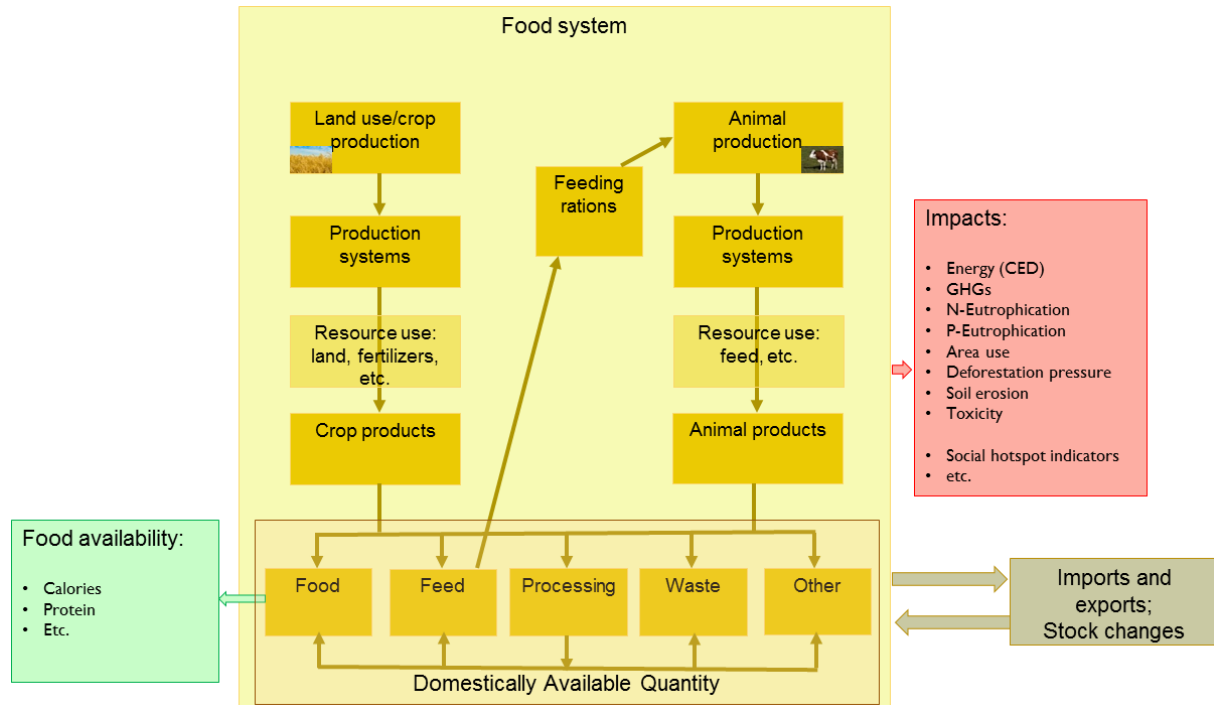 Food system
Land use/crop
production
Animal
production
Feeding
rations
Production
systems
Production
systems
Resource use:
land, fertilizers,
etc.
Resource use:
feed, etc.
Crop products
Animal products
Impacts:
• Energy (CED)
• GHGs
• N-Eutrophication
• P-Eutrophication
• Area use
• Deforestation pressure
• Soil erosion
• Toxicity
• Social hotspot indicators
• etc.
Food availability:
• Calories
• Protein
• Etc.
Food
Feed
Processing
Waste
Other
Domestically Available Quantity
Imports and
exports;
Stock changes